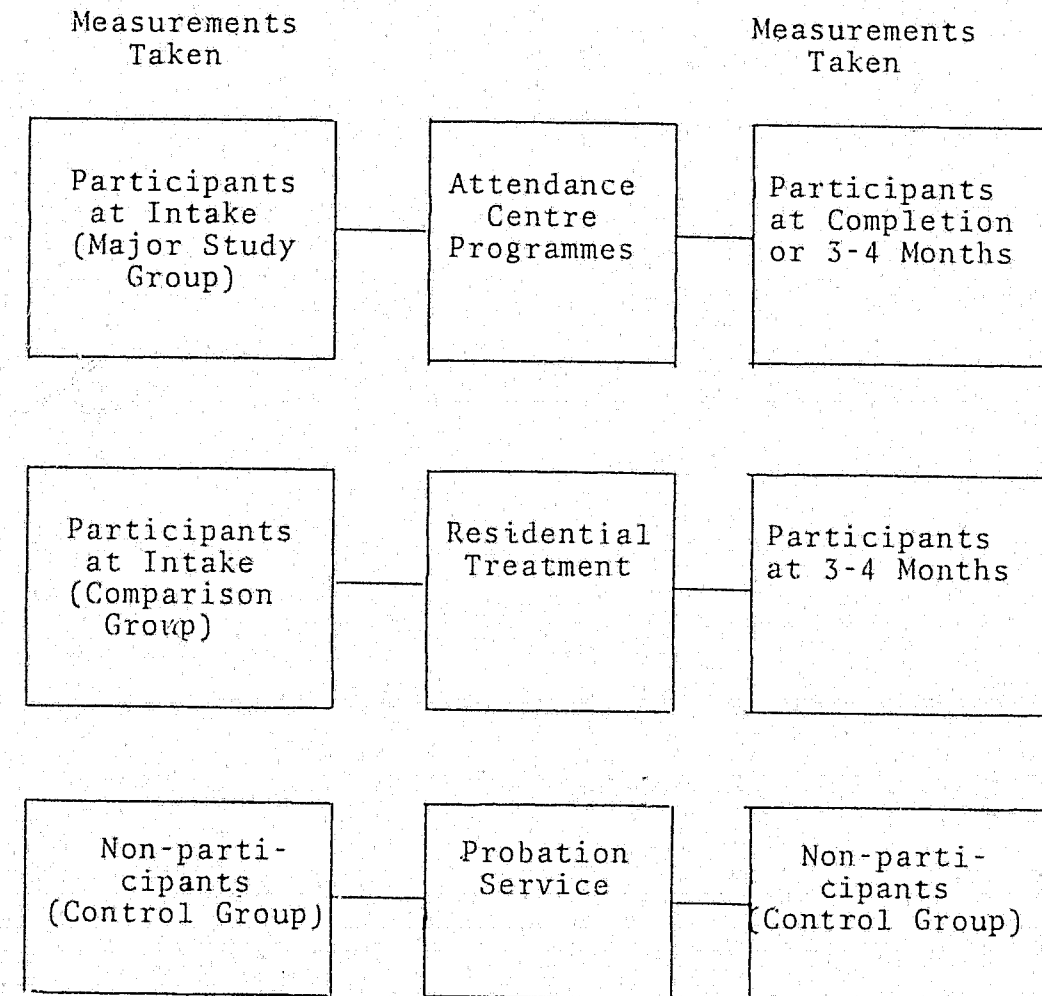 Measurements
Taken
Measurements
Taken
Participants
at Intake
(Major Study
Group)
Attendance
Centre
Programmes
Participants
at Completion
or 3-4 Months
Participants
at Intake
(Comparison
Group)
Residential
Treatment
Participants
at 3-4 Months
Non-parti-
cipants
(Control Group)
Probation
Service
Non-parti-
cipants
(Control Group)